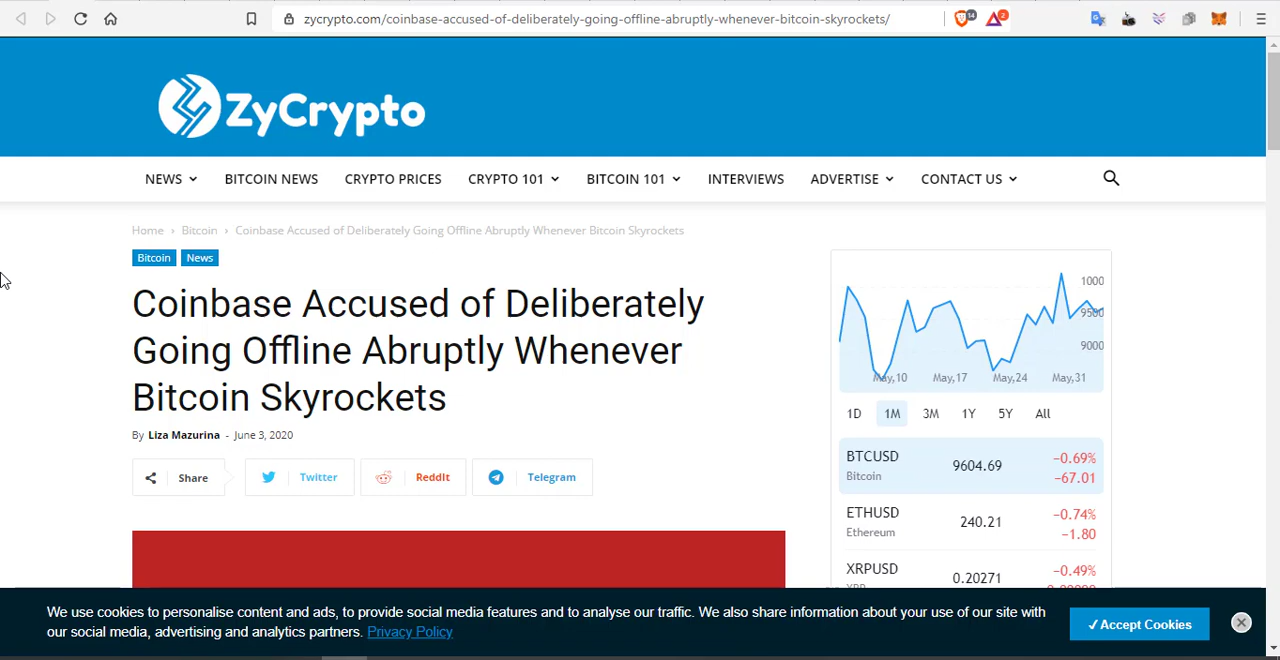 zycrypto.com/coinbase-accused-of-deliberately-going-offline-abruptly-whenever-bitcoin-skyrockets/
14
2
ZyCrypto
NEWS BITCOIN NEWS CRYPTO PRICES CRYPTO 101 BITCOIN 101 INTERVIEWS ADVERTISE CONTACT US
Home › Bitcoin › Coinbase Accused of Deliberately Going Offline Abruptly Whenever Bitcoin Skyrockets
Bitcoin News
Coinbase Accused of Deliberately
Going Offline Abruptly Whenever
Bitcoin Skyrockets
By Liza Mazurina - June 3, 2020
Share Twitter ReddIt Telegram
1000
9500
9000
May,10 May,17 May,24 May,31
1D 1M 3M 1Y 5Y All
BTCUSD 9604.69 −0.69%
Bitcoin −67.01
ETHUSD 240.21 −0.74%
Ethereum −1.80
XRPUSD 0.20271 −0.49%
We use cookies to personalise content and ads, to provide social media features and to analyse our traffic. We also share information about your use of our site with
our social media, advertising and analytics partners. Privacy Policy
✓Accept Cookies